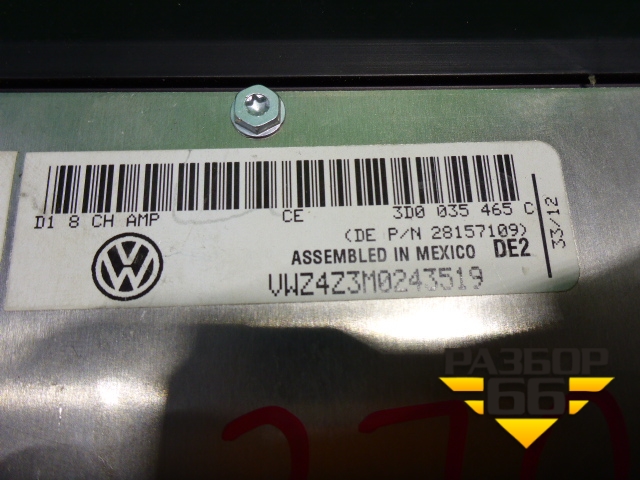 D1 8 CH AMP CE 3D0 035 465 C
(DE P/N 28157109)
ASSEMBLED IN MEXICO DE2
VWZ4Z3M0243519
33/12
РАЗБОР
66